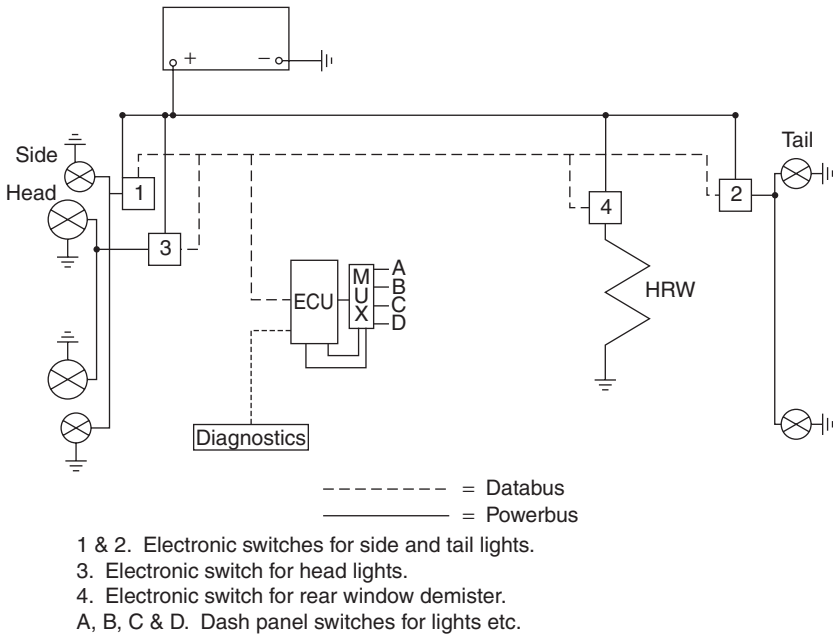 + −
Side
Tail
1
2
Head
4
3
HRW
ECU
MUX
A
B
C
D
Diagnostics
= Databus
= Powerbus
1 & 2. Electronic switches for side and tail lights.
3. Electronic switch for head lights.
4. Electronic switch for rear window demister.
A, B, C & D. Dash panel switches for lights etc.